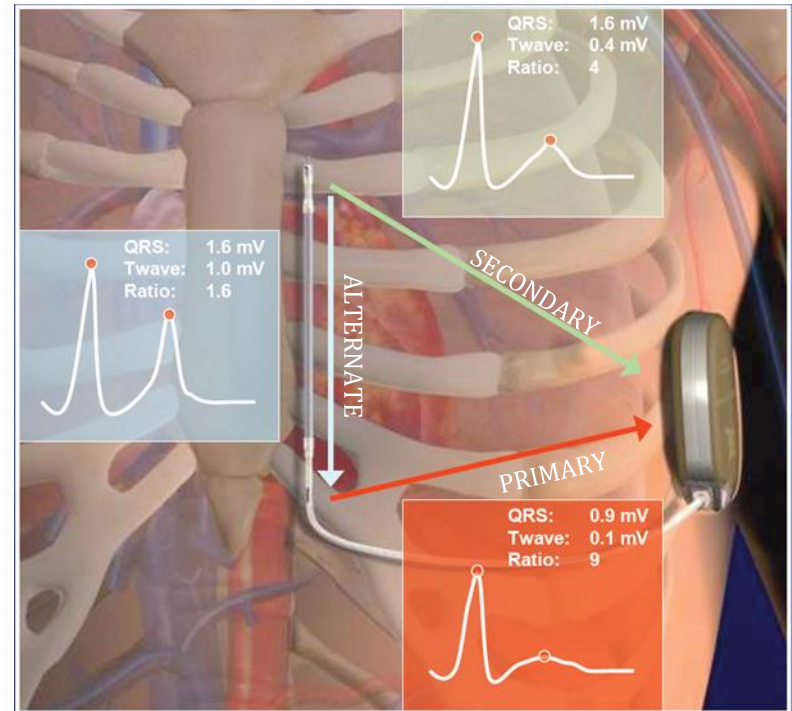 QRS: 1.6 mV
Twave: 0.4 mV
Ratio: 4
SECONDARY
QRS: 1.6 mV
Twave: 1.0 mV
Ratio: 1.6
ALTERNATE
PRIMARY
QRS: 0.9 mV
Twave: 0.1 mV
Ratio: 9